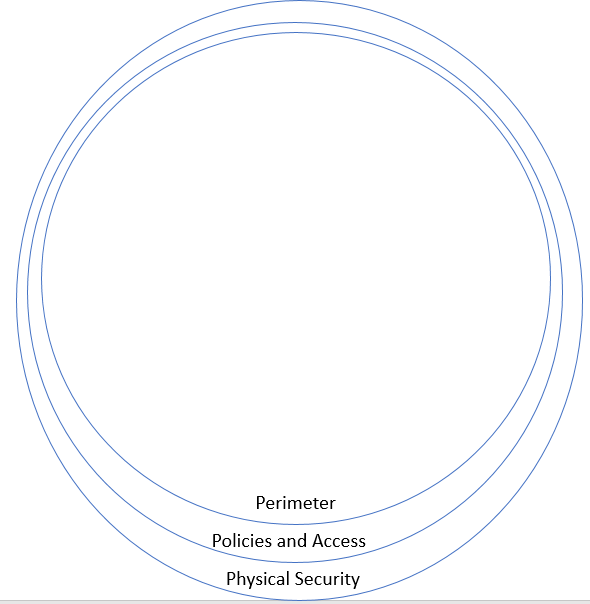 Perimeter
Policies and Access
Physical Security